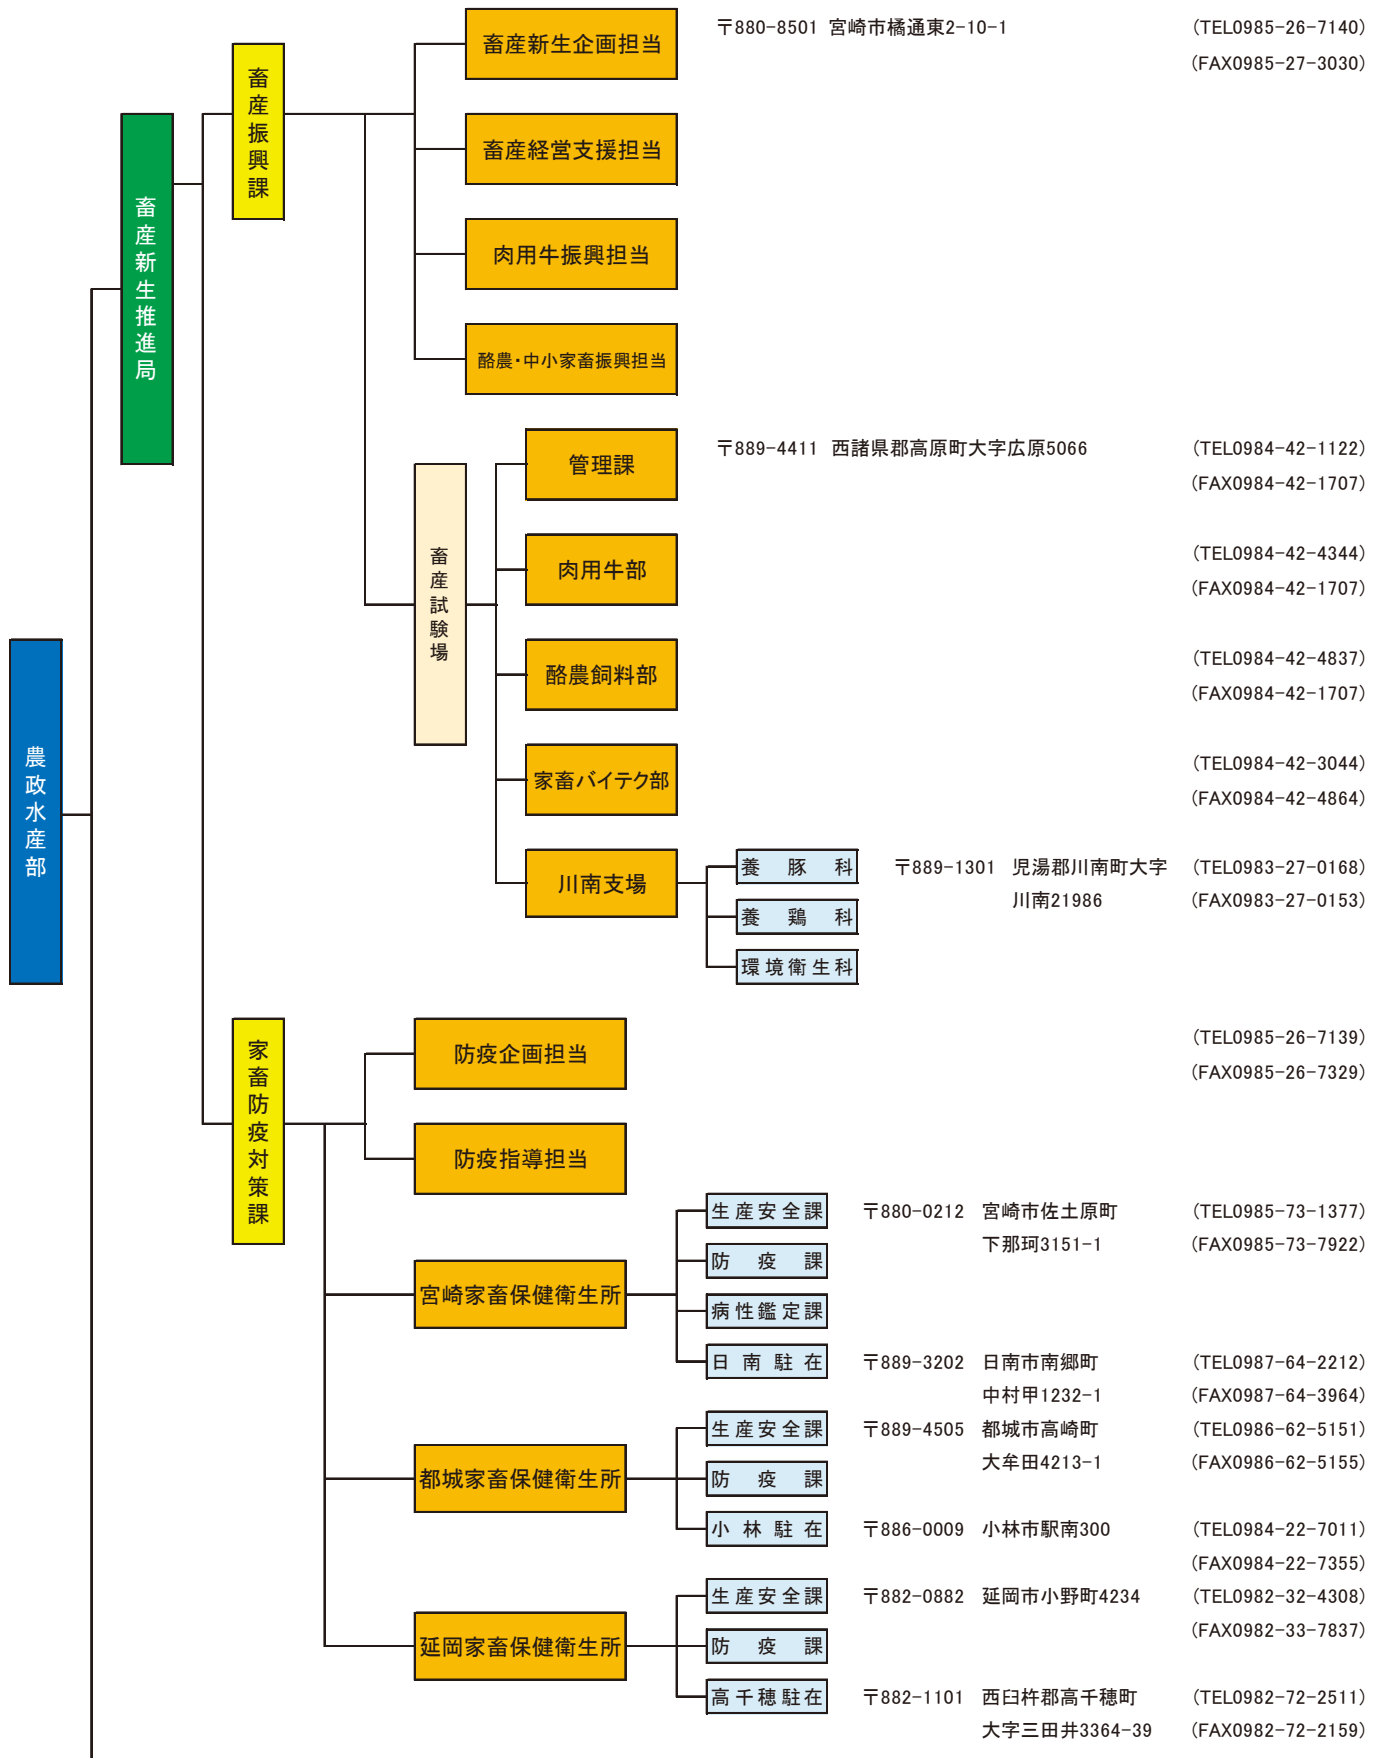 農政水産部
畜産新生推進局
畜産振興課
畜産新生企画担当 〒880-8501 宮崎市橘通東2-10-1 (TEL0985-26-7140)
(FAX0985-27-3030)
畜産経営支援担当
肉用牛振興担当
酪農・中小家畜振興担当
畜産試験場
管理課 〒889-4411 西諸県郡高原町大字広原5066 (TEL0984-42-1122)
(FAX0984-42-1707)
肉用牛部 (TEL0984-42-4344)
(FAX0984-42-1707)
酪農飼料部 (TEL0984-42-4837)
(FAX0984-42-1707)
家畜バイテク部 (TEL0984-42-3044)
(FAX0984-42-4864)
川南支場
養豚科 〒889-1301 児湯郡川南町大字 (TEL0983-27-0168)
川南21986 (FAX0983-27-0153)
養鶏科
環境衛生科
家畜防疫対策課
防疫企画担当 (TEL0985-26-7139)
(FAX0985-26-7329)
防疫指導担当
宮崎家畜保健衛生所
生産安全課 〒880-0212 宮崎市佐土原町 (TEL0985-73-1377)
下那珂3151-1 (FAX0985-73-7922)
防疫課
病性鑑定課
日南駐在 〒889-3202 日南市南郷町 (TEL0987-64-2212)
中村甲1232-1 (FAX0987-64-3964)
都城家畜保健衛生所
生産安全課 〒889-4505 都城市高崎町 (TEL0986-62-5151)
大牟田4213-1 (FAX0986-62-5155)
防疫課
小林駐在 〒886-0009 小林市駅南300 (TEL0984-22-7011)
(FAX0984-22-7355)
延岡家畜保健衛生所
生産安全課 〒882-0882 延岡市小野町4234 (TEL0982-32-4308)
(FAX0982-33-7837)
防疫課
高千穂駐在 〒882-1101 西臼杵郡高千穂町 (TEL0982-72-2511)
大字三田井3364-39 (FAX0982-72-2159)